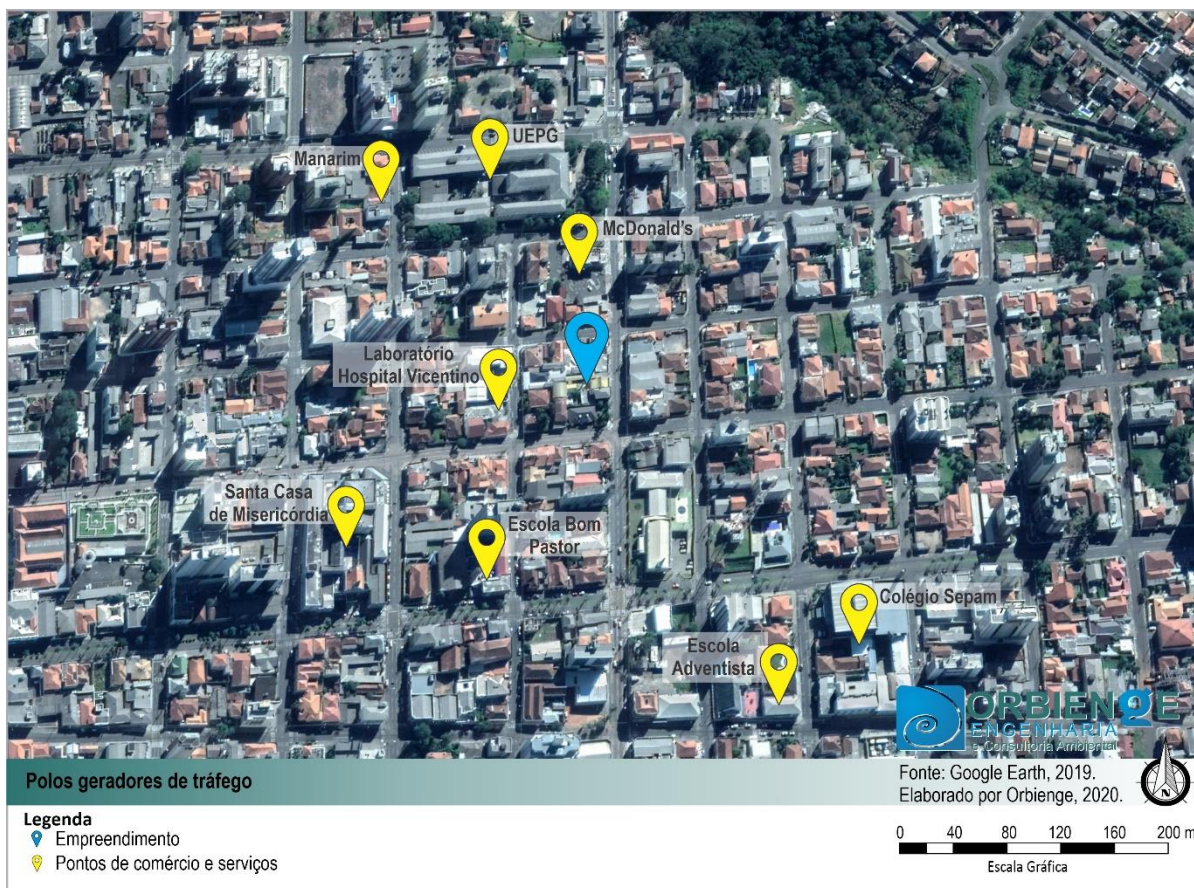 UEPG
Manarim
McDonald's
Laboratório
Hospital Vicentino
Santa Casa
de Misericórdia
Escola Bom
Pastor
Colégio Sepam
Escola
Adventista
ORBIENGE
ENGENHARIA
e Consultoria Ambiental
Polos geradores de tráfego
Fonte: Google Earth, 2019.
Elaborado por Orbienge, 2020.
N
Legenda
Empreendimento
Pontos de comércio e serviços
0 40 80 120 160 200 m
Escala Gráfica